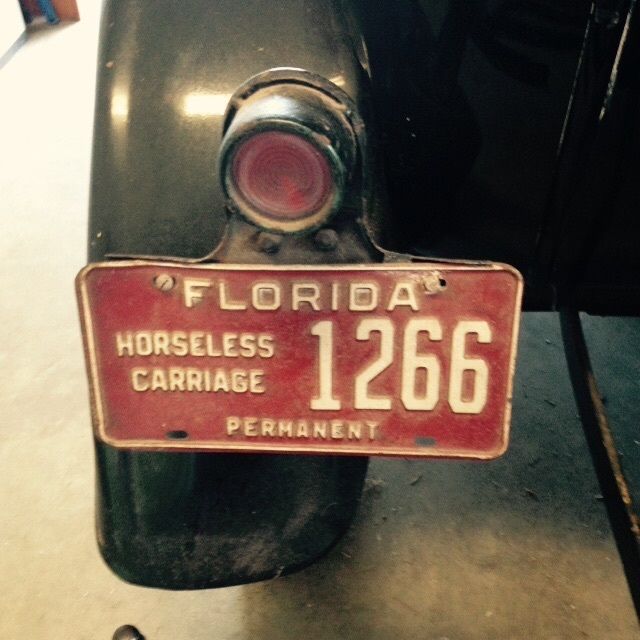 FLORIDA
HORSELESS
CARRIAGE
1266
PERMANENT